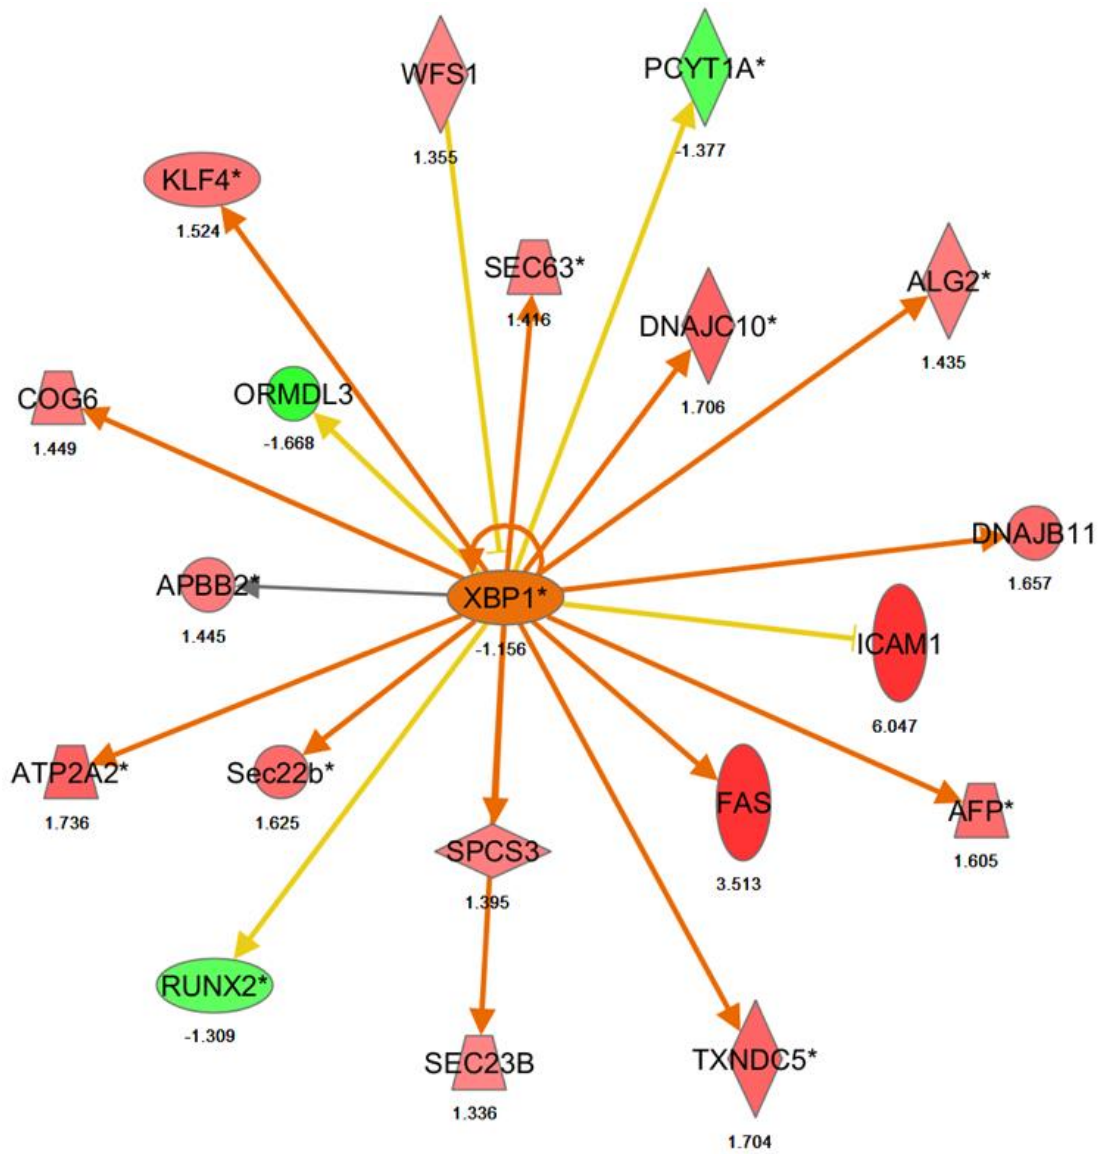 WFS1
1.355
PCYT1A*
-1.377
KLF4*
1.524
SEC63*
1.416
DNAJC10*
1.706
ALG2*
1.435
COG6
1.449
ORMDL3
-1.668
DNAJB11
1.657
APBB2*
1.445
XBP1*
-1.156
ICAM1
6.047
ATP2A2*
1.736
Sec22b*
1.625
SPCS3
1.395
FAS
3.513
AFP*
1.605
RUNX2*
-1.309
SEC23B
1.336
TXNDC5*
1.704